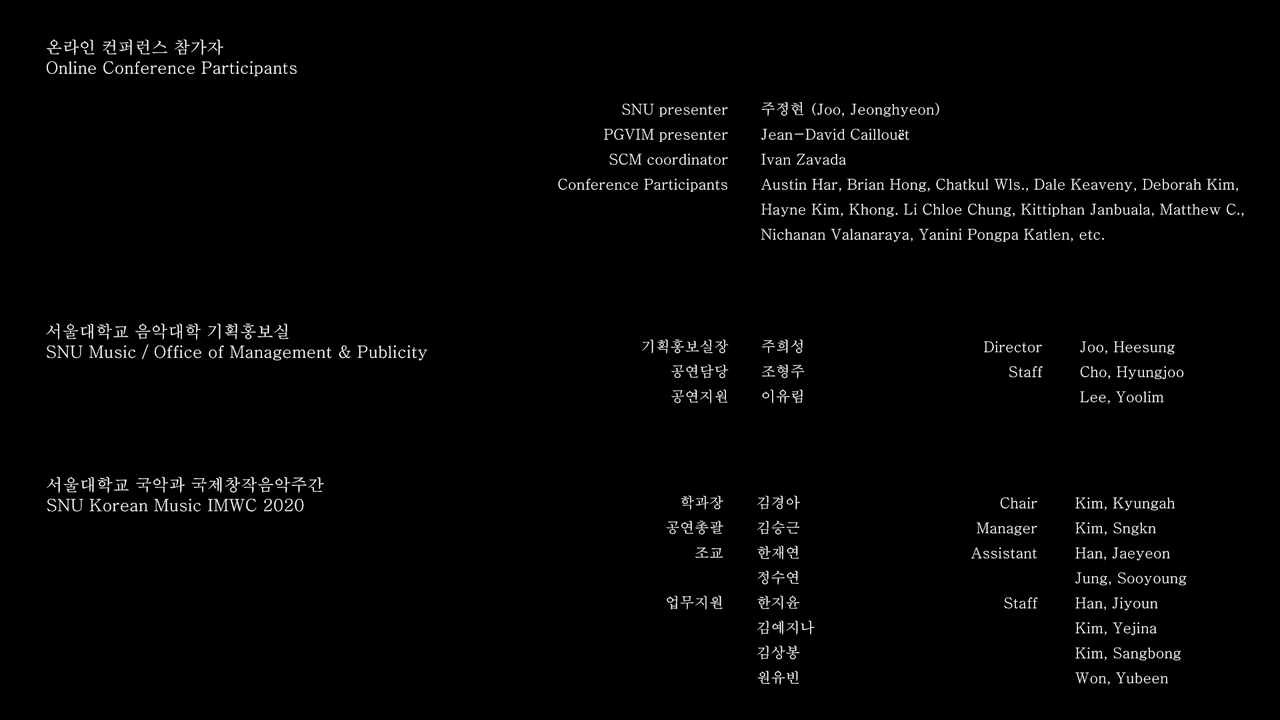 온라인 컨퍼런스 참가자
Online Conference Participants
SNU presenter 주정현 (Joo, Jeonghyeon)
PGVIM presenter Jean-David Caillouët
SCM coordinator Ivan Zavada
Conference Participants Austin Har, Brian Hong, Chatkul Wls., Dale Keaveny, Deborah Kim,
Hayne Kim, Khong. Li Chloe Chung, Kittiphan Janbuala, Matthew C.,
Nichanan Valanaraya, Yanini Pongpa Katlen, etc.
서울대학교 음악대학 기획홍보실
SNU Music / Office of Management & Publicity
기획홍보실장 주희성 Director Joo, Heesung
공연담당 조형주 Staff Cho, Hyungjoo
공연지원 이유림 Lee, Yoolim
서울대학교 국악과 국제창작음악주간
SNU Korean Music IMWC 2020
학과장 김경아 Chair Kim, Kyungah
공연총괄 김승근 Manager Kim, Sngkn
조교 한재연 Assistant Han, Jaeyeon
정수연 Jung, Sooyoung
업무지원 한지윤 Staff Han, Jiyoun
김예지나 Kim, Yejina
김상봉 Kim, Sangbong
원유빈 Won, Yubeen